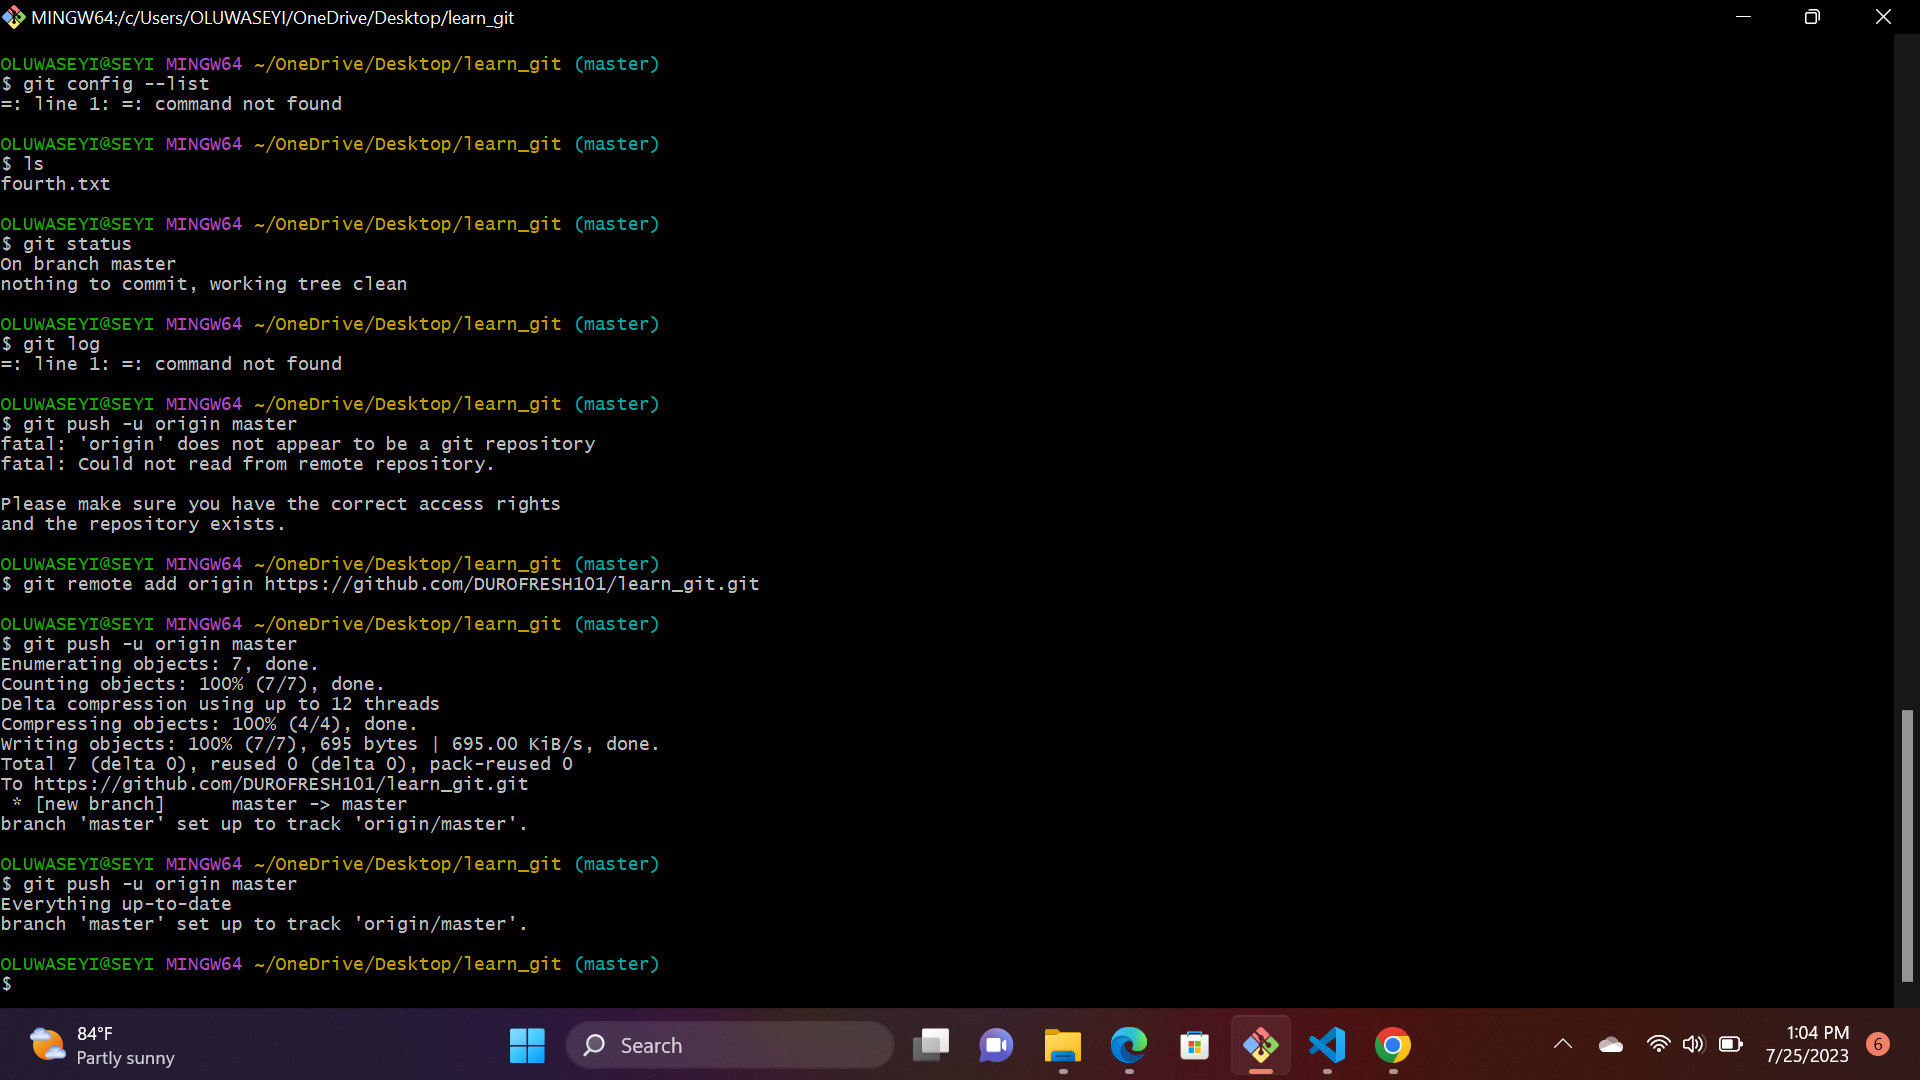 MINGW64:/c/Users/OLUWASEYI/OneDrive/Desktop/learn_git
OLUWASEYI@SEYI MINGW64 ~/OneDrive/Desktop/learn_git (master)
$ git config --list
=: line 1: =: command not found
OLUWASEYI@SEYI MINGW64 ~/OneDrive/Desktop/learn_git (master)
$ ls
fourth.txt
OLUWASEYI@SEYI MINGW64 ~/OneDrive/Desktop/learn_git (master)
$ git status
On branch master
nothing to commit, working tree clean
OLUWASEYI@SEYI MINGW64 ~/OneDrive/Desktop/learn_git (master)
$ git log
=: line 1: =: command not found
OLUWASEYI@SEYI MINGW64 ~/OneDrive/Desktop/learn_git (master)
$ git push -u origin master
fatal: 'origin' does not appear to be a git repository
fatal: Could not read from remote repository.
Please make sure you have the correct access rights
and the repository exists.
OLUWASEYI@SEYI MINGW64 ~/OneDrive/Desktop/learn_git (master)
$ git remote add origin https://github.com/DUROFRESH101/learn_git.git
OLUWASEYI@SEYI MINGW64 ~/OneDrive/Desktop/learn_git (master)
$ git push -u origin master
Enumerating objects: 7, done.
Counting objects: 100% (7/7), done.
Delta compression using up to 12 threads
Compressing objects: 100% (4/4), done.
Writing objects: 100% (7/7), 695 bytes | 695.00 KiB/s, done.
Total 7 (delta 0), reused 0 (delta 0), pack-reused 0
To https://github.com/DUROFRESH101/learn_git.git
 * [new branch]      master -> master
branch 'master' set up to track 'origin/master'.
OLUWASEYI@SEYI MINGW64 ~/OneDrive/Desktop/learn_git (master)
$ git push -u origin master
Everything up-to-date
branch 'master' set up to track 'origin/master'.
OLUWASEYI@SEYI MINGW64 ~/OneDrive/Desktop/learn_git (master)
$
84°F
Partly sunny
Search
1:04 PM
7/25/2023
6